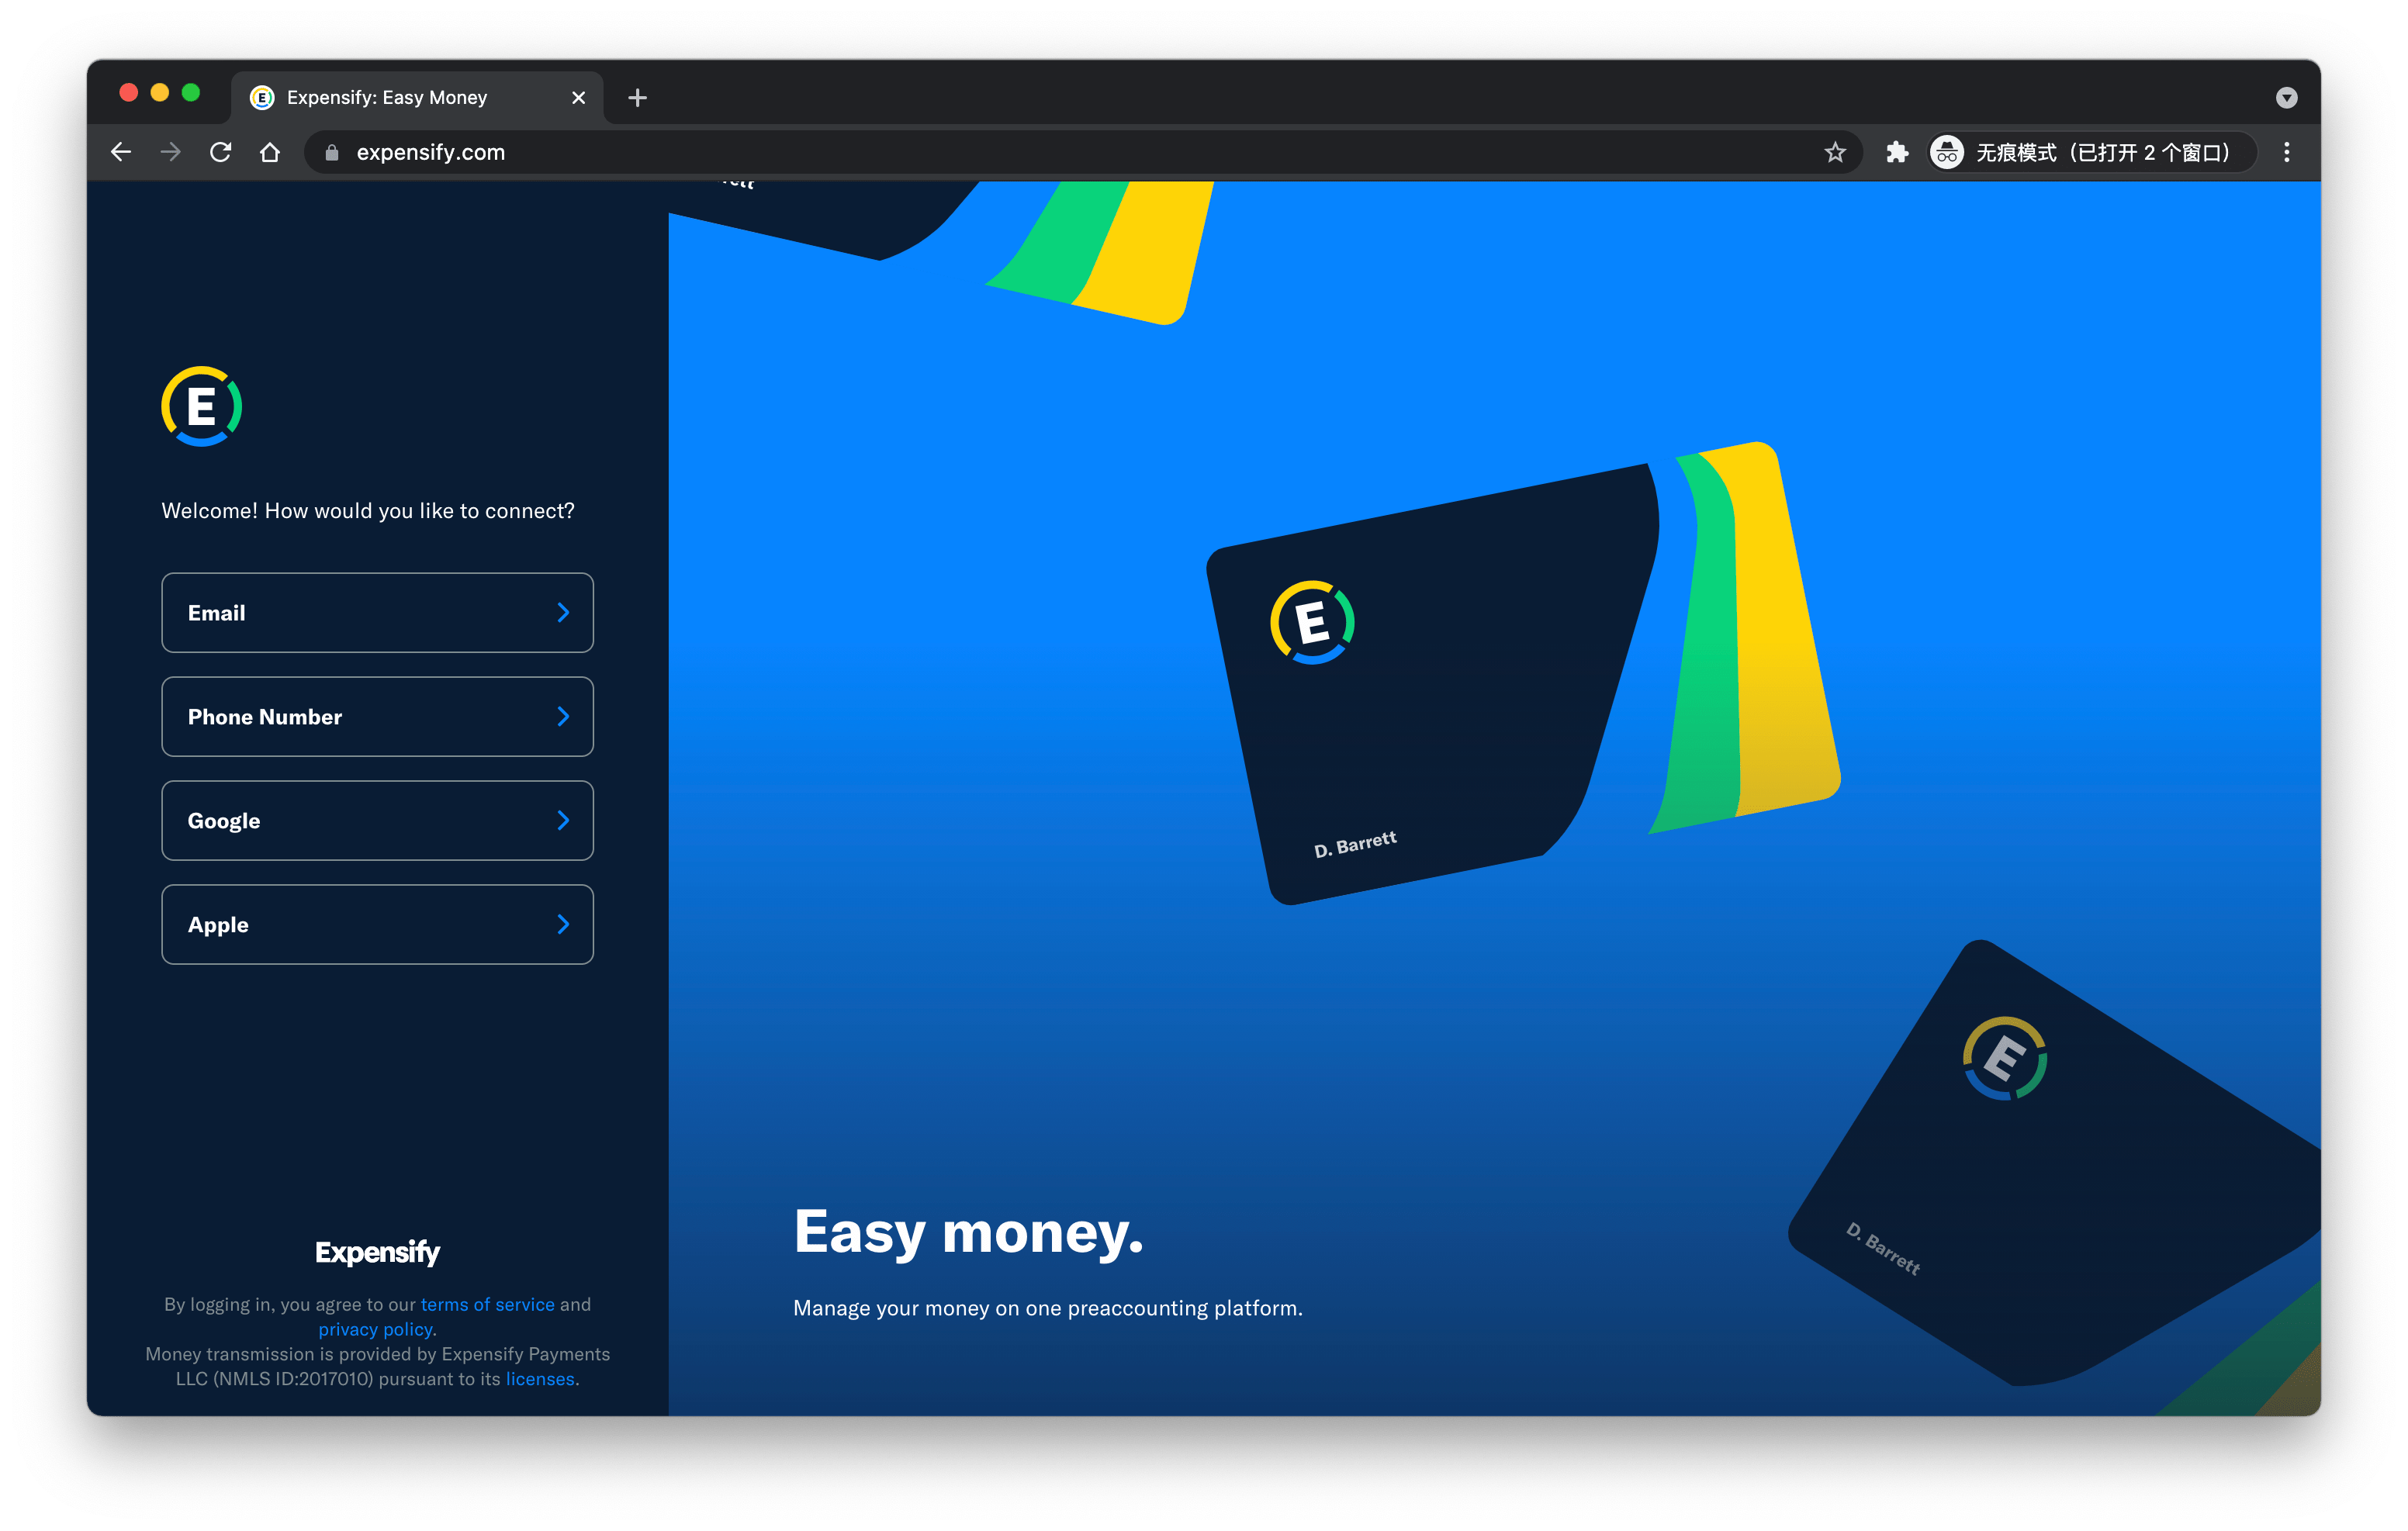 Expensify: Easy Money
expensify.com
无痕模式（已打开 2 个窗口）
E
Welcome! How would you like to connect?
Email
Phone Number
Google
Apple
Expensify
By logging in, you agree to our terms of service and
privacy policy.
Money transmission is provided by Expensify Payments
LLC (NMLS ID:2017010) pursuant to its licenses.
E
D. Barrett
E
D. Barrett
Easy money.
Manage your money on one preaccounting platform.